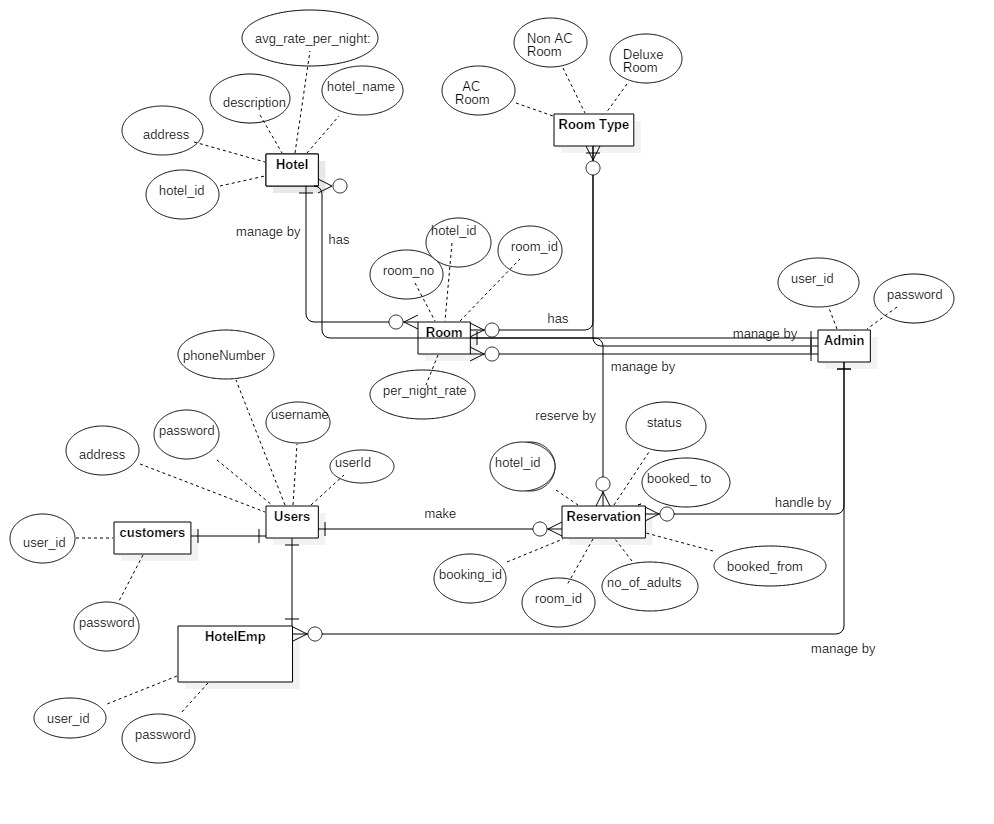 avg_rate_per_night:
Non AC
Room
Deluxe
Room
description
hotel_name
AC
Room
address
Room Type
Hotel
hotel_id
manage by
has
hotel_id
room_no
room_id
user_id
password
has
Room
manage by
Admin
phoneNumber
manage by
per_night_rate
username
reserve by
status
password
address
userId
hotel_id
booked_ to
Users
make
Reservation
handle by
customers
user_id
booking_id
no_of_adults
booked_from
room_id
password
HotelEmp
manage by
user_id
password